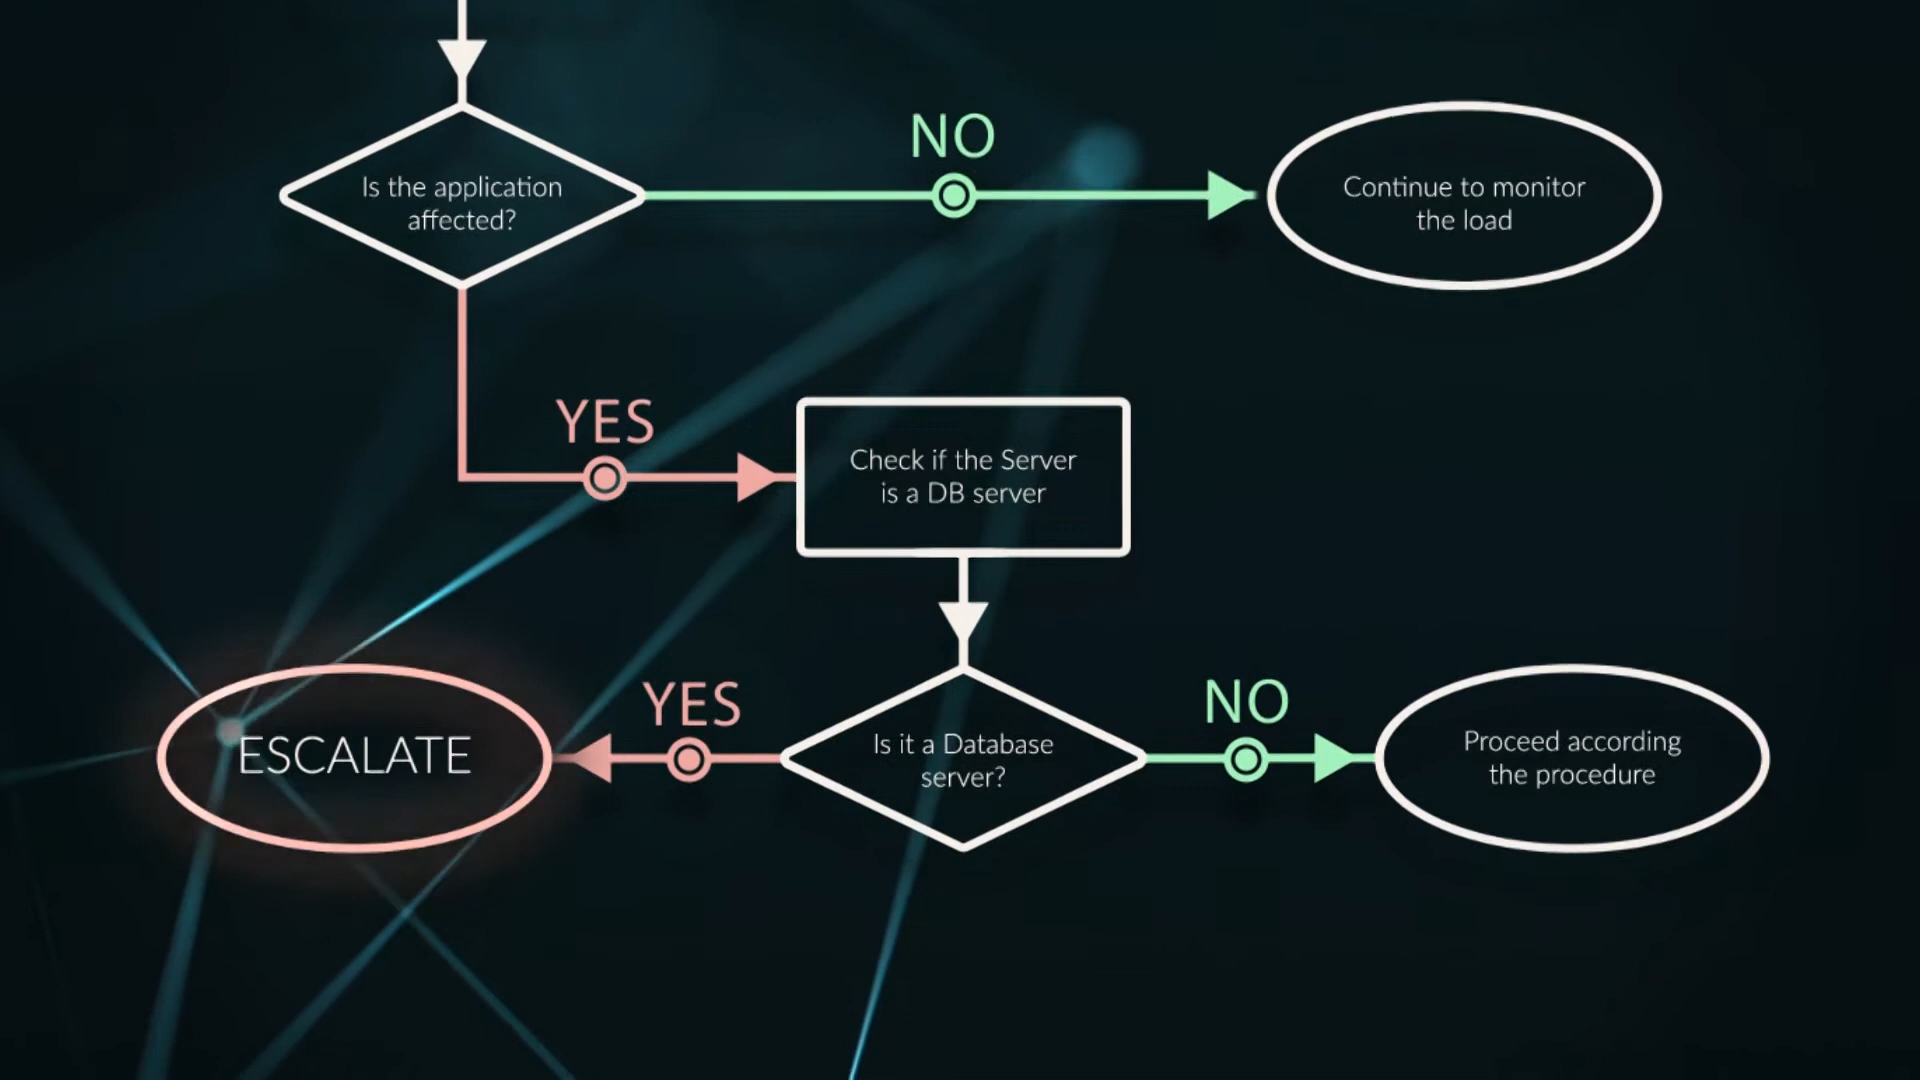 NO
Is the application
affected?
Continue to monitor
the load
YES
Check if the Server
is a DB server
YES
NO
ESCALATE
Is it a Database
server?
Proceed according
the procedure